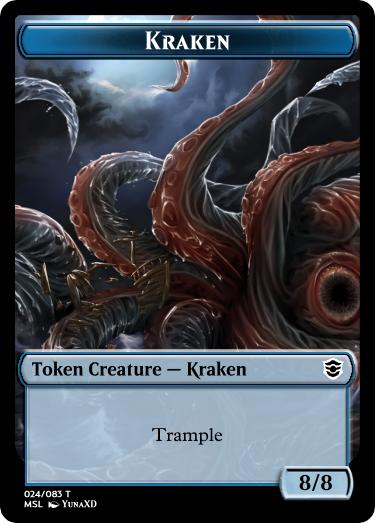 Kraken
Token Creature — Kraken
Trample
8/8
024/083 T
MSL YunaXD